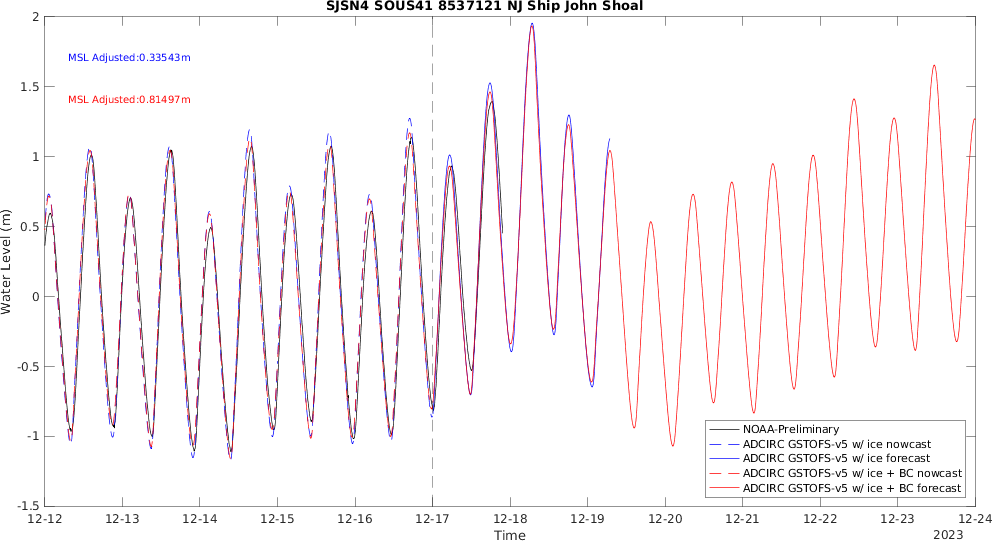 SJSN4 SOUS41 8537121 NJ Ship John Shoal
MSL Adjusted:0.33543m
MSL Adjusted:0.81497m
2
1.5
1
0.5
0
-0.5
-1
-1.5
Water Level (m)
NOAA-Preliminary
ADCIRC GSTOFS-v5 w/ ice nowcast
ADCIRC GSTOFS-v5 w/ ice forecast
ADCIRC GSTOFS-v5 w/ ice + BC nowcast
ADCIRC GSTOFS-v5 w/ ice + BC forecast
12-12 12-13 12-14 12-15 12-16 12-17 12-18 12-19 12-20 12-21 12-22 12-23 12-24
Time
2023